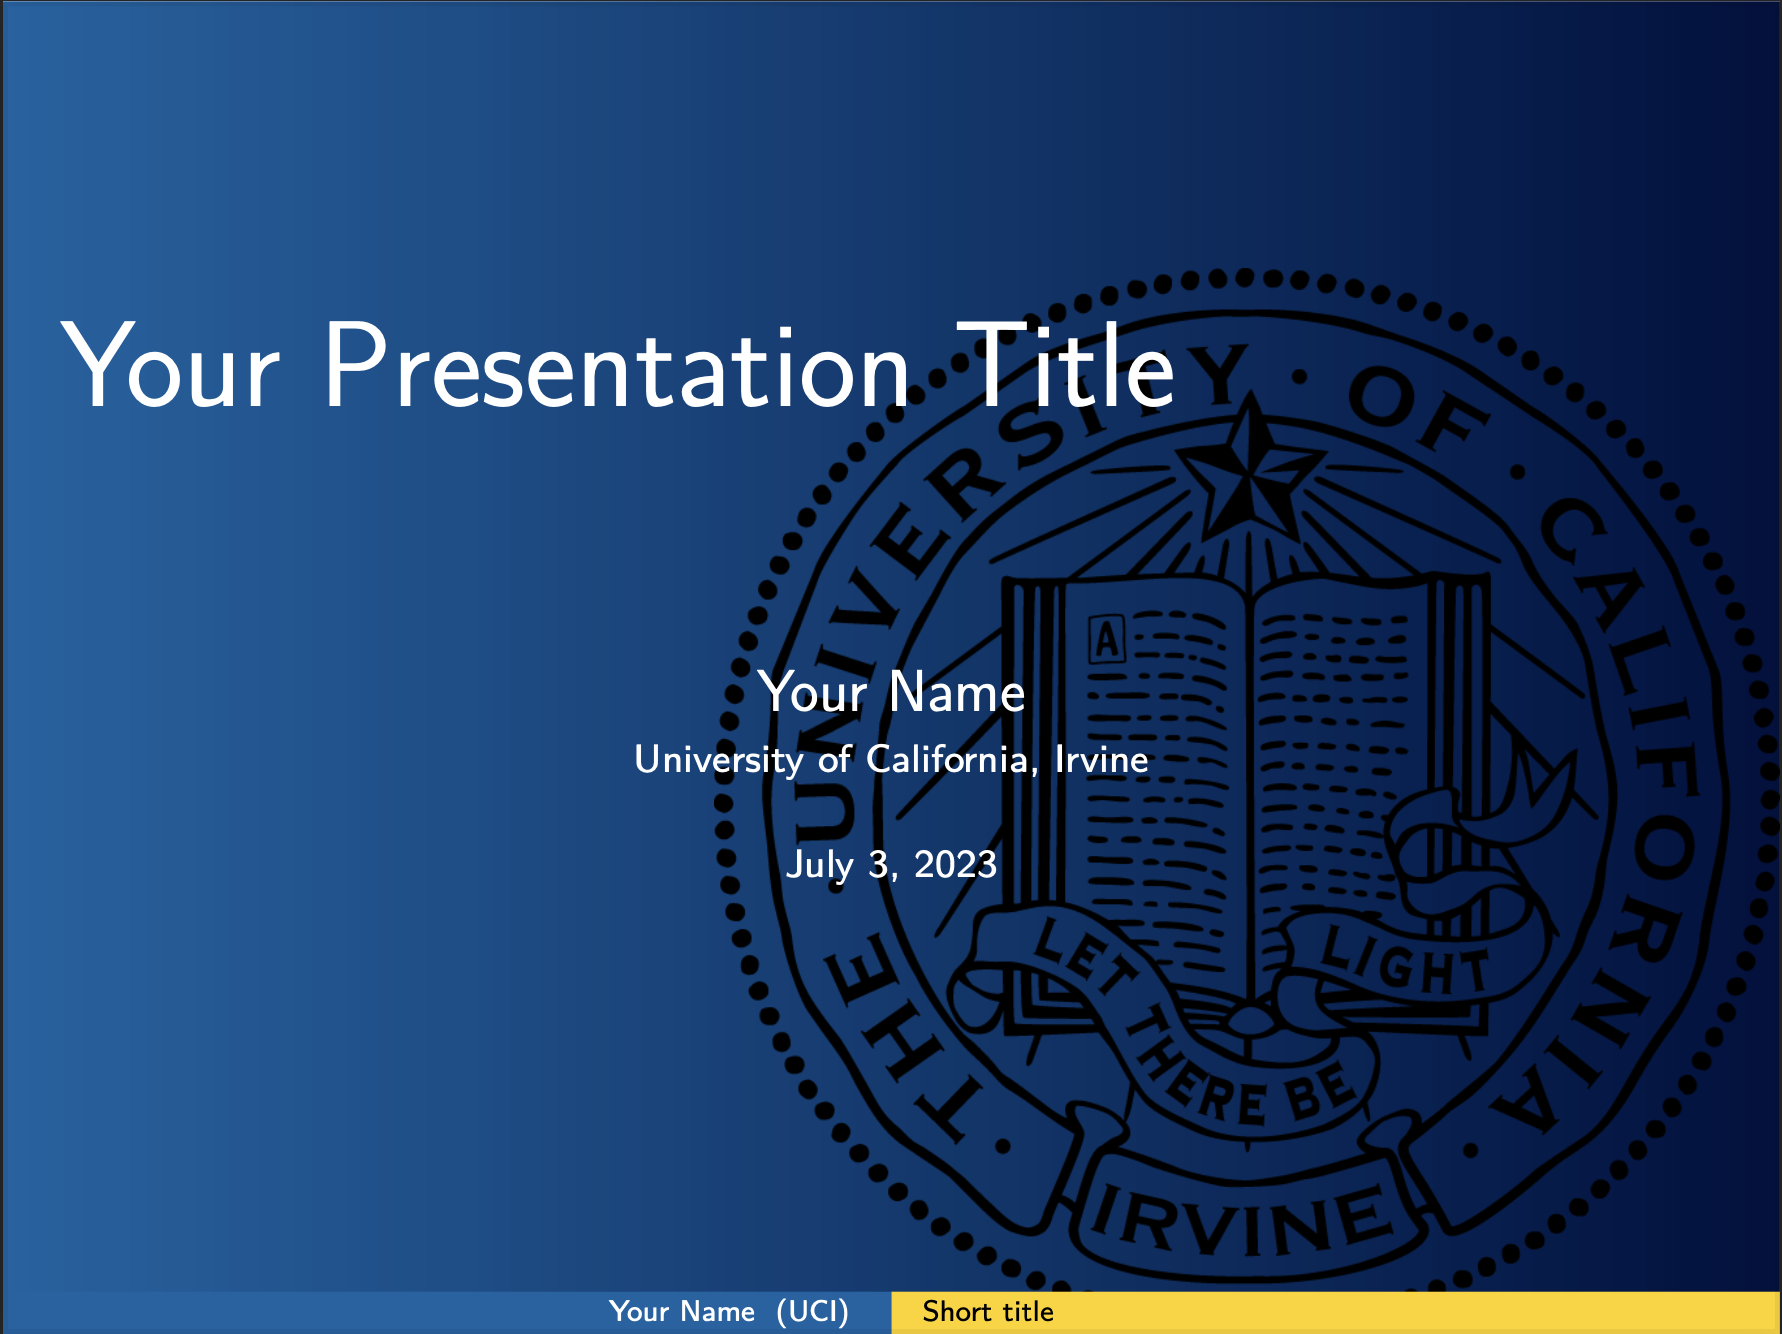 Your Presentation Title
Your Name
University of California, Irvine
July 3, 2023
· THE · UNIVERSITY · OF · CALIFORNIA ·
A
LET THERE BE LIGHT
IRVINE
Your Name (UCI)
Short title